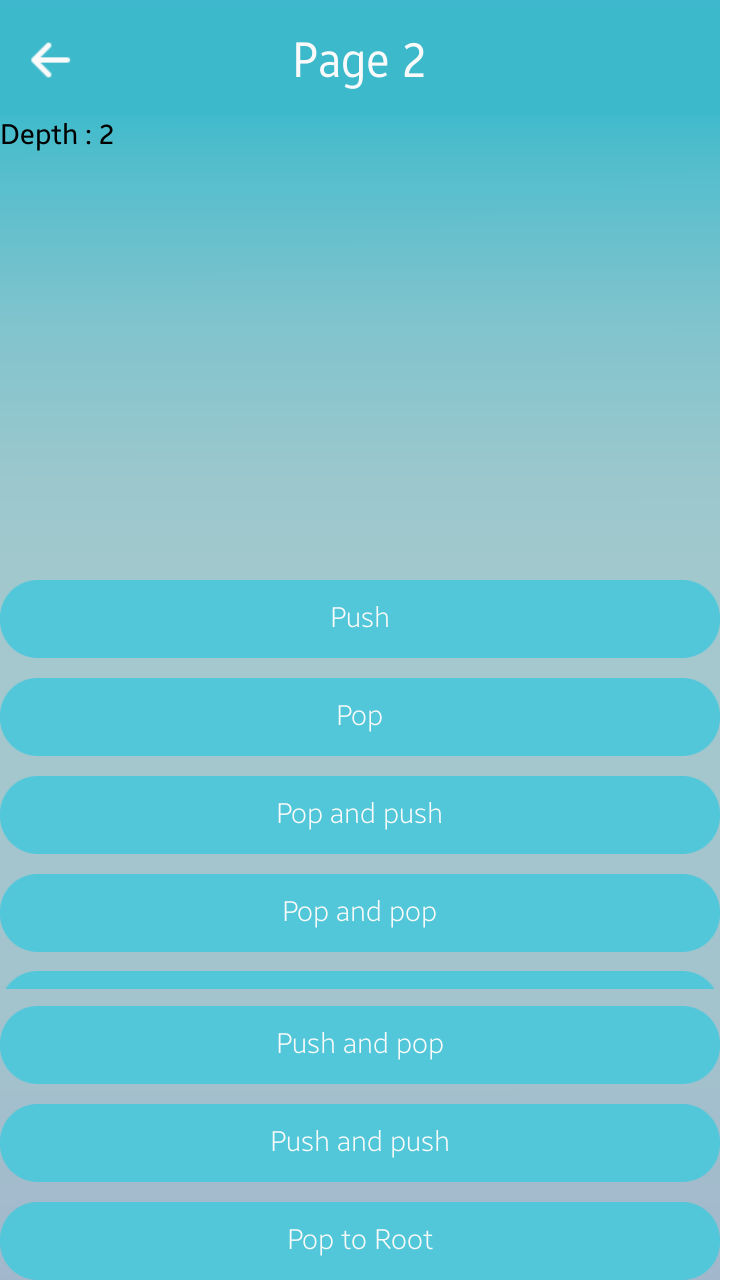 Page 2
Depth : 2
Push
Pop
Pop and push
Pop and pop
Push and pop
Push and push
Pop to Root